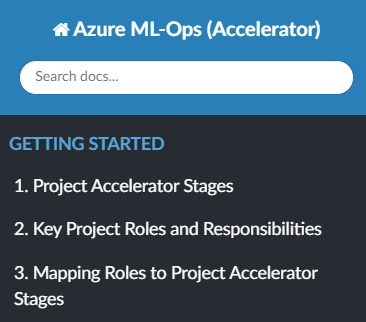 Azure ML-Ops (Accelerator)
Search docs...
GETTING STARTED
1. Project Accelerator Stages
2. Key Project Roles and Responsibilities
3. Mapping Roles to Project Accelerator
Stages